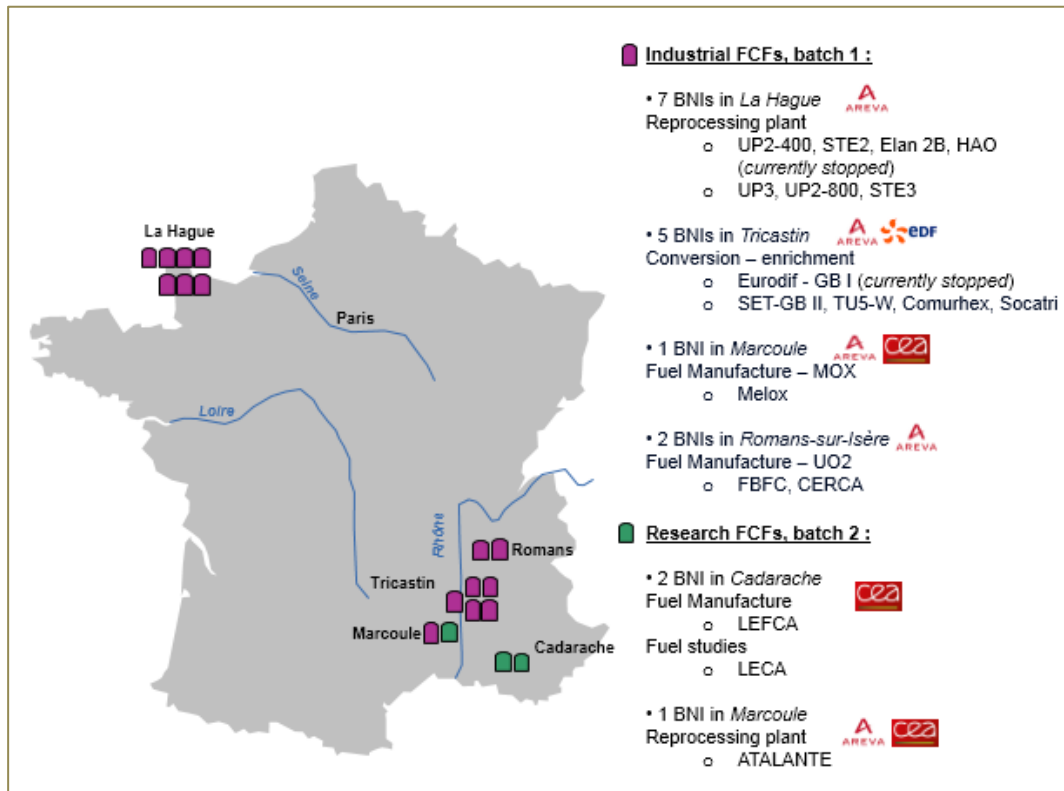 La Hague
Seine
Paris
Loire
Rhône
Romans
Tricastin
Marcoule
Cadarache
Industrial FCFs, batch 1 :
• 7 BNIs in La Hague
AREVA
Reprocessing plant
o UP2-400, STE2, Elan 2B, HAO
(currently stopped)
o UP3, UP2-800, STE3
• 5 BNIs in Tricastin
AREVA eDF
Conversion – enrichment
o Eurodif - GB I (currently stopped)
o SET-GB II, TU5-W, Comurhex, Socatri
• 1 BNI in Marcoule
AREVA cea
Fuel Manufacture – MOX
o Melox
• 2 BNIs in Romans-sur-Isère
AREVA
Fuel Manufacture – UO2
o FBFC, CERCA
Research FCFs, batch 2 :
• 2 BNI in Cadarache
cea
Fuel Manufacture
o LEFCA
Fuel studies
o LECA
• 1 BNI in Marcoule
AREVA cea
Reprocessing plant
o ATALANTE